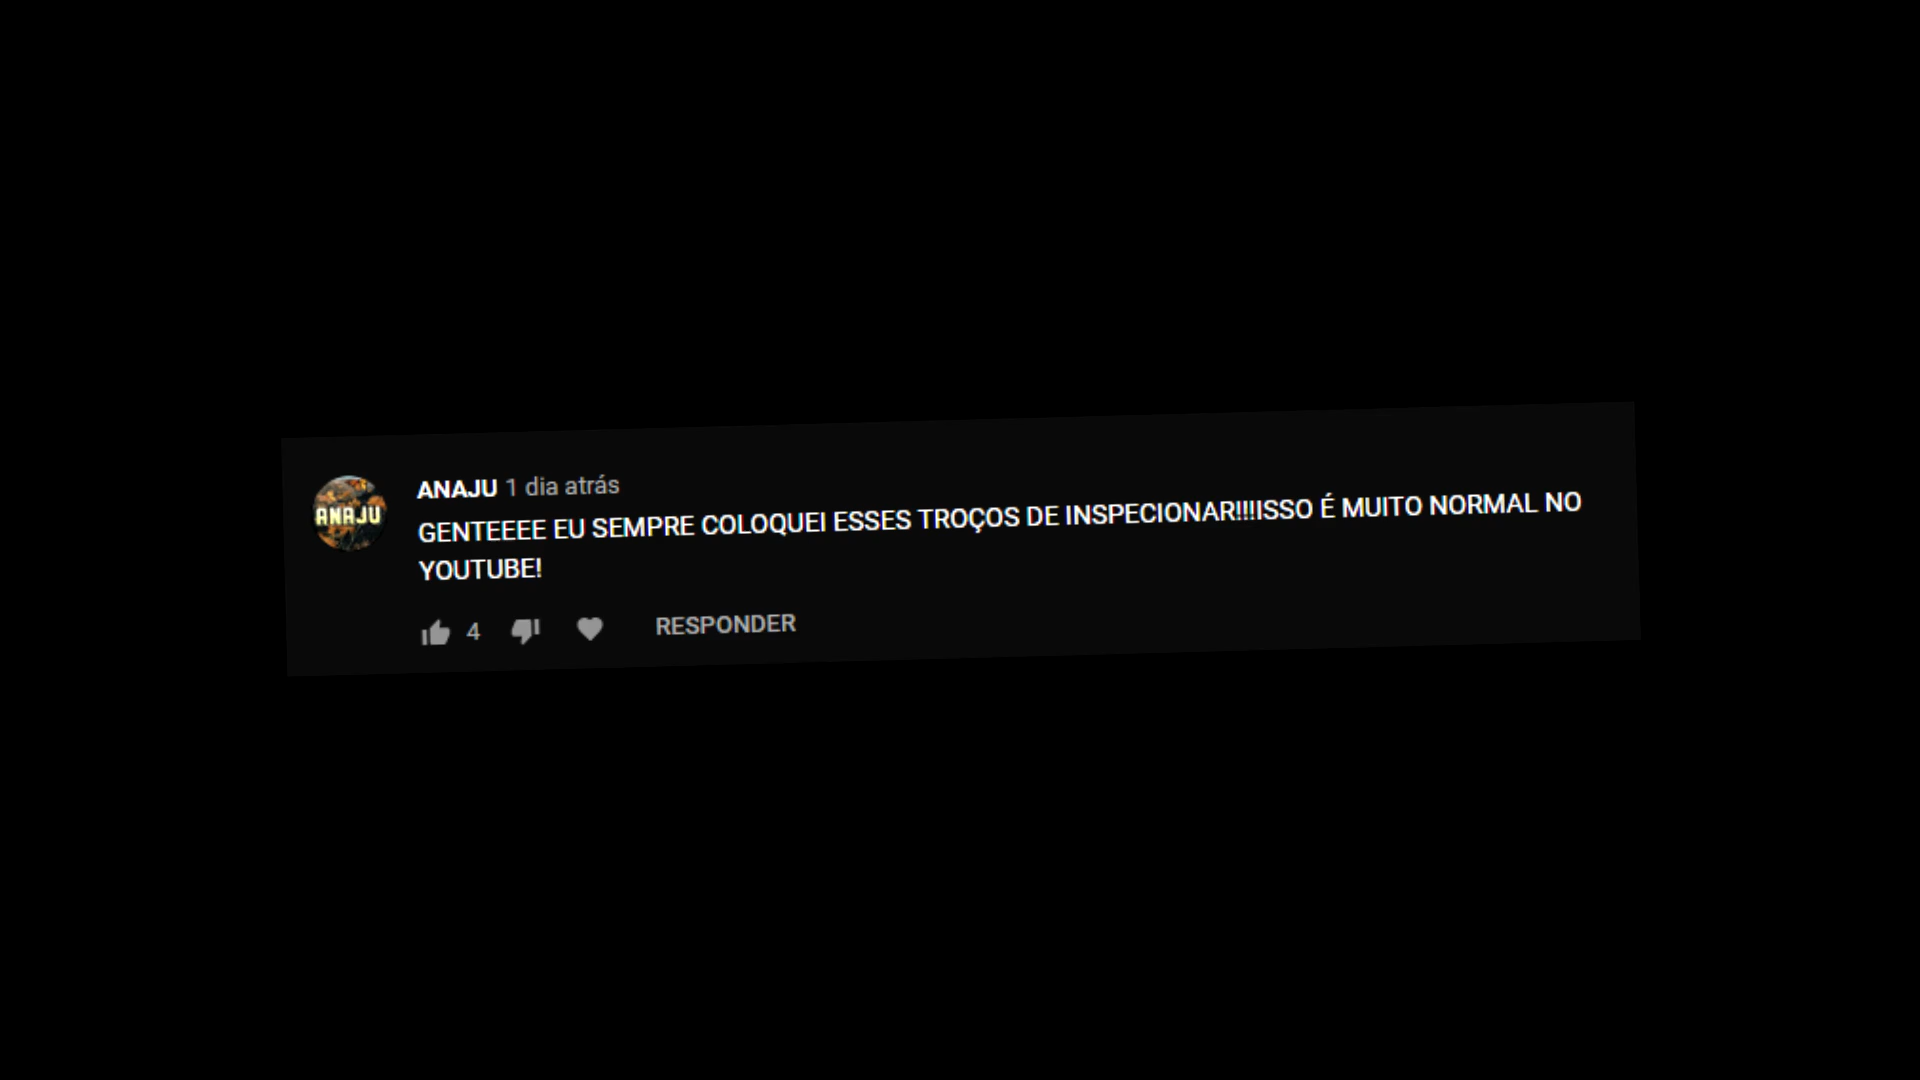 ANAJU
ANAJU 1 dia atrás
GENTEEEE EU SEMPRE COLOQUEI ESSES TROÇOS DE INSPECIONAR!!!!ISSO É MUITO NORMAL NO
YOUTUBE!
4 RESPONDER